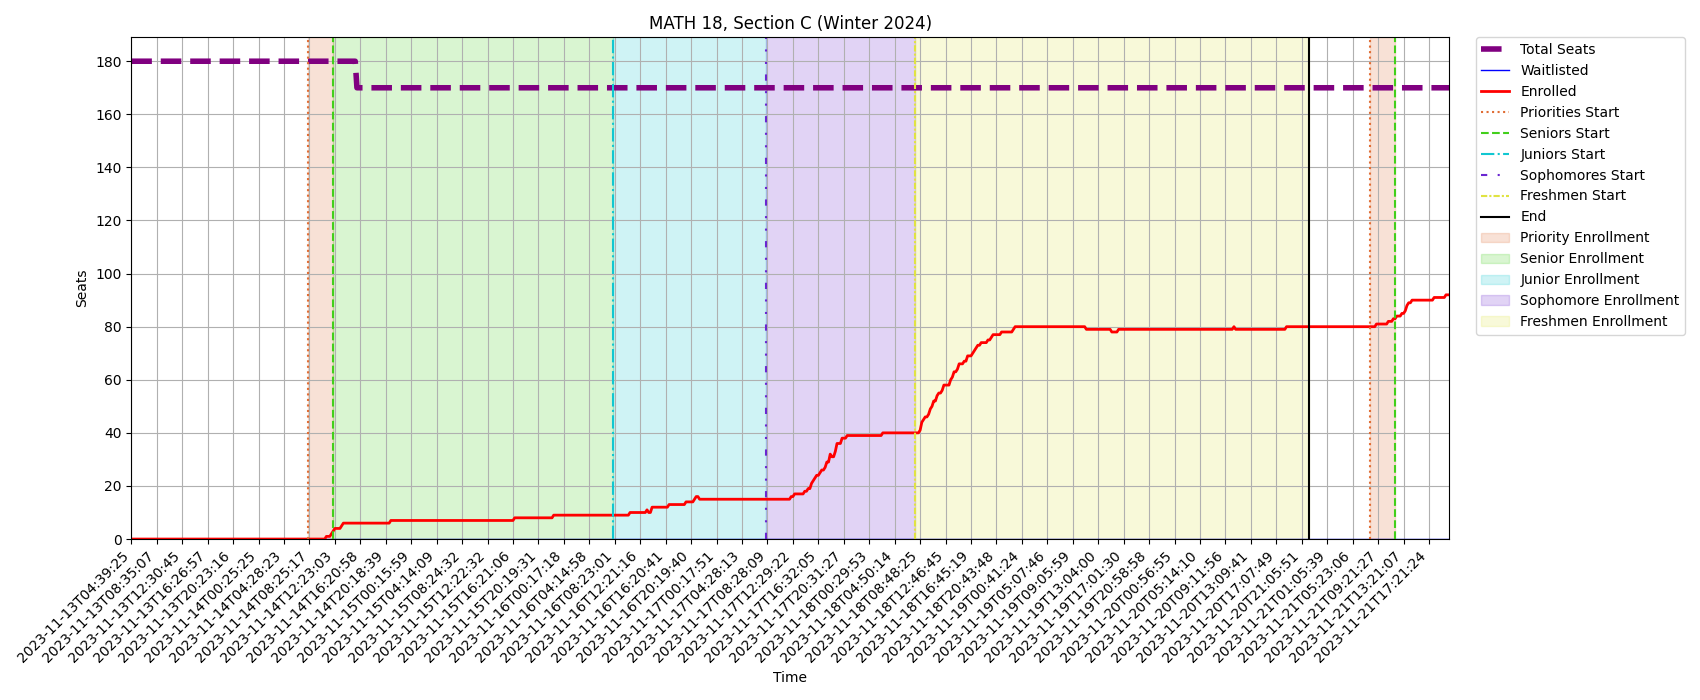 MATH 18, Section C (Winter 2024)
Seats
180
160
140
120
100
80
60
40
20
0
2023-11-13T04:39:25
2023-11-13T08:35:07
2023-11-13T12:30:45
2023-11-13T16:26:57
2023-11-13T20:23:16
2023-11-14T00:25:25
2023-11-14T04:28:23
2023-11-14T08:25:17
2023-11-14T12:23:03
2023-11-14T16:20:58
2023-11-14T20:18:39
2023-11-15T00:15:59
2023-11-15T04:14:09
2023-11-15T08:24:32
2023-11-15T12:22:32
2023-11-15T16:21:06
2023-11-15T20:19:31
2023-11-16T00:17:18
2023-11-16T04:14:58
2023-11-16T08:23:01
2023-11-16T12:21:16
2023-11-16T16:20:41
2023-11-16T20:19:40
2023-11-17T00:17:51
2023-11-17T04:28:13
2023-11-17T08:28:09
2023-11-17T12:29:22
2023-11-17T16:32:05
2023-11-17T20:31:27
2023-11-18T00:29:53
2023-11-18T04:50:14
2023-11-18T08:48:25
2023-11-18T12:46:45
2023-11-18T16:45:19
2023-11-18T20:43:48
2023-11-19T00:41:24
2023-11-19T05:07:46
2023-11-19T09:05:59
2023-11-19T13:04:00
2023-11-19T17:01:30
2023-11-19T20:58:58
2023-11-20T00:56:55
2023-11-20T05:14:10
2023-11-20T09:11:56
2023-11-20T13:09:41
2023-11-20T17:07:49
2023-11-20T21:05:51
2023-11-21T01:05:39
2023-11-21T05:23:06
2023-11-21T09:21:27
2023-11-21T13:21:07
2023-11-21T17:21:24
Time
Total Seats
Waitlisted
Enrolled
Priorities Start
Seniors Start
Juniors Start
Sophomores Start
Freshmen Start
End
Priority Enrollment
Senior Enrollment
Junior Enrollment
Sophomore Enrollment
Freshmen Enrollment